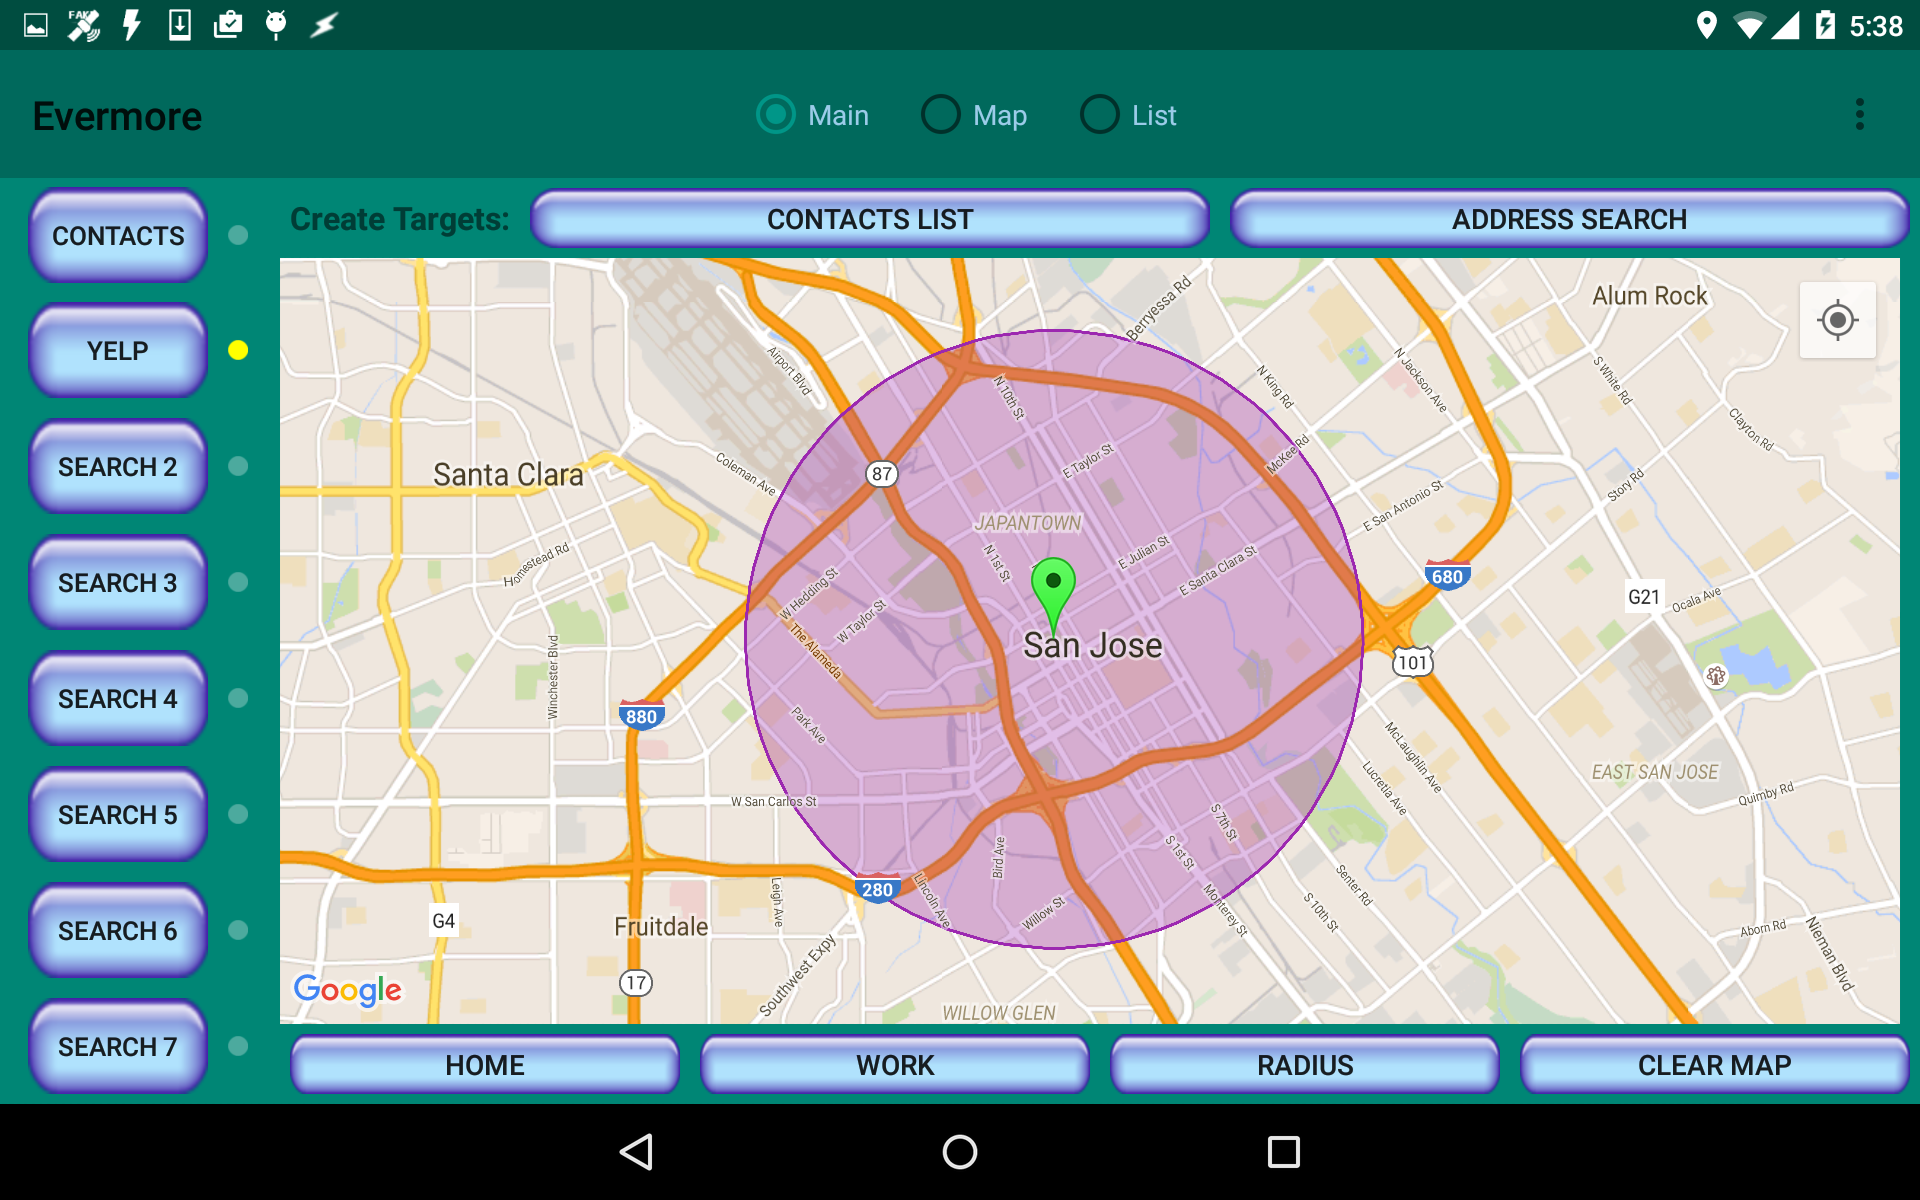 FAKE
5:38
Evermore
Main
Map
List
CONTACTS
YELP
SEARCH 2
SEARCH 3
SEARCH 4
SEARCH 5
SEARCH 6
SEARCH 7
Create Targets:
CONTACTS LIST
ADDRESS SEARCH
Alum Rock
Berryessa Rd
Airport Blvd
N 10th St
N King Rd
N Jackson Ave
S White Rd
Clayton Rd
McKee Rd
E Taylor St
Santa Clara
Coleman Ave
87
Story Rd
E San Antonio St
JAPANTOWN
N 1st St
E Julian St
E Santa Clara St
Homestead Rd
W Hedding St
W Taylor St
680
G21
Ocala Ave
The Alameda
San Jose
101
Winchester Blvd
880
Park Ave
McLaughlin Ave
Lucretia Ave
EAST SAN JOSE
Quimby Rd
W San Carlos St
S 7th St
S 1st St
Bird Ave
280
Lincoln Ave
Leigh Ave
Willow St
Monterey St
Senter Rd
S 10th St
G4
Fruitdale
Aborn Rd
Nieman Blvd
Southwest Expy
17
Google
WILLOW GLEN
HOME
WORK
RADIUS
CLEAR MAP